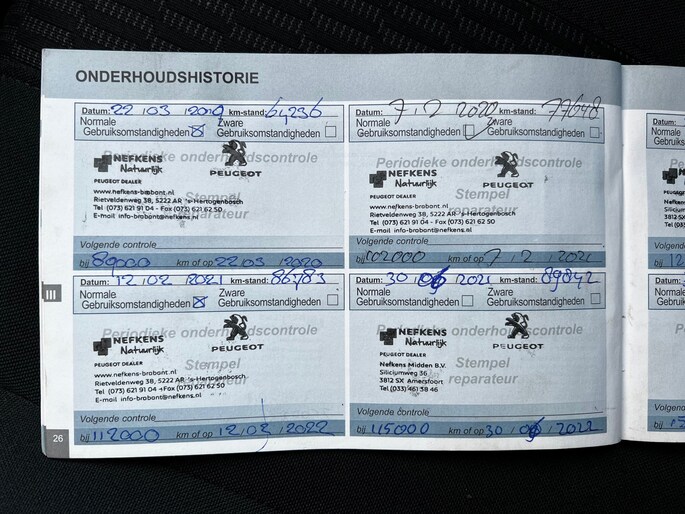 ONDERHOUDSHISTORIE
Datum: 22 / 03 / 2019 km-stand: 64,236
Normale
Gebruiksomstandigheden
Zware
Gebruiksomstandigheden
Periodieke onderhoudscontrole
NEFKENS
Natuurlijk
PEUGEOT
PEUGEOT DEALER
Stempel
reparateur
www.nefkens-brabant.nl
Rietveldenweg 38, 5222 AR 's-Hertogenbosch
Tel (073) 621 91 04 - Fax (073) 621 62 50
E-mail info-brabant@nefkens.nl
Volgende controle
bij 89000 km of op 22 / 03 / 2020
Datum: 7 / 2 / 2020 km-stand: 77648
Normale
Gebruiksomstandigheden
Zware
Gebruiksomstandigheden
Periodieke onderhoudscontrole
NEFKENS
Natuurlijk
PEUGEOT
PEUGEOT DEALER
Stempel
reparateur
www.nefkens-brabant.nl
Rietveldenweg 38, 5222 AR 's-Hertogenbosch
Tel (073) 621 91 04 - Fax (073) 621 62 50
E-mail info-brabant@nefkens.nl
Volgende controle
bij 102000 km of op 7 / 2 / 2021
III
Datum: 12 / 02 / 2021 km-stand: 86,783
Normale
Gebruiksomstandigheden
Zware
Gebruiksomstandigheden
Periodieke onderhoudscontrole
NEFKENS
Natuurlijk
PEUGEOT
PEUGEOT DEALER
Stempel
reparateur
www.nefkens-brabant.nl
Rietveldenweg 38, 5222 AR 's-Hertogenbosch
Tel (073) 621 91 04 - Fax (073) 621 62 50
E-mail info-brabant@nefkens.nl
Volgende controle
bij 112000 km of op 12 / 02 / 2022
Datum: 30 / / 2021 km-stand: 89842
Normale
Gebruiksomstandigheden
Zware
Gebruiksomstandigheden
Periodieke onderhoudscontrole
NEFKENS
Natuurlijk
PEUGEOT
PEUGEOT DEALER
Stempel
reparateur
Nefkens Midden B.V.
Siliciumweg 36
3812 SX Amersfoort
Tel (033) 461 38 46
Volgende controle
bij 115000 km of op 30 / / 2022
26